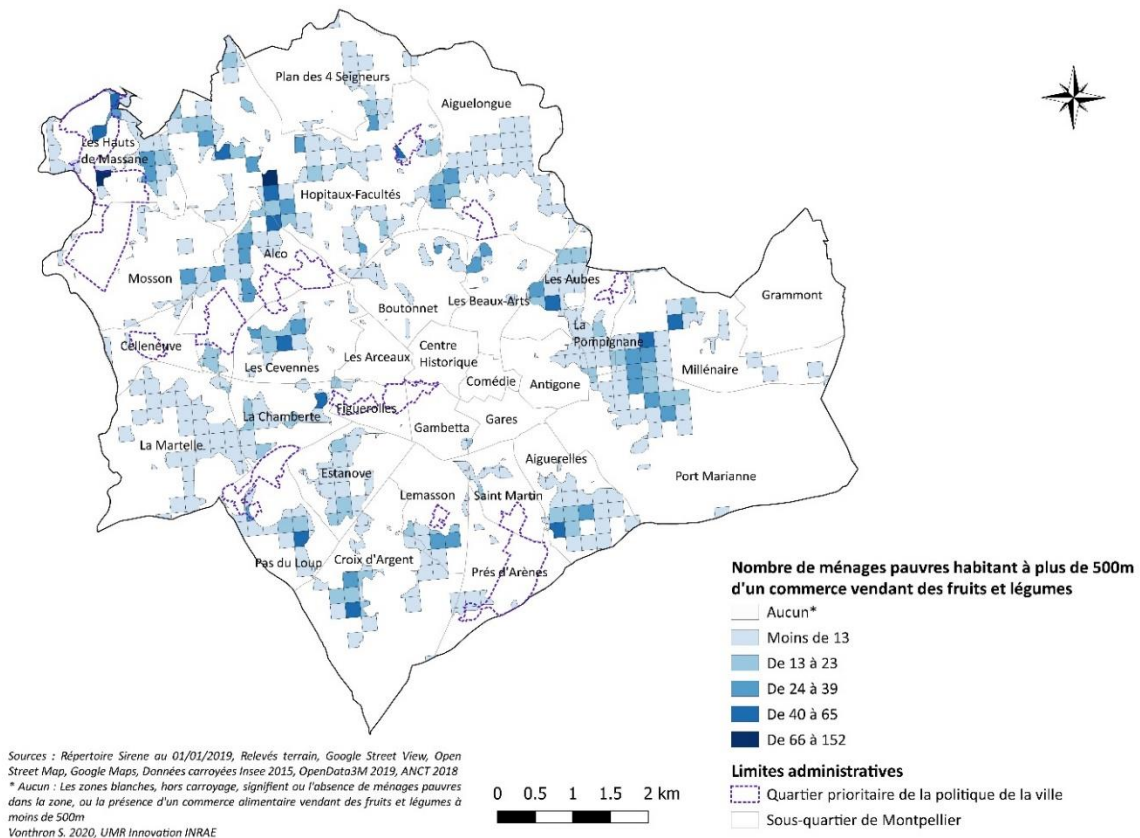 Plan des 4 Seigneurs
Aiguelongue
Les Hauts
de Massane
Hopitaux-Facultés
Alco
Mosson
Les Aubes
Grammont
Les Beaux-Arts
Boutonnet
La
Pompignane
Celleneuve
Centre
Historique
Les Arceaux
Les Cevennes
Millénaire
Comédie
Antigone
La Chamberte
Figuerolles
Gares
Gambetta
La Martelle
Aiguerelles
Estanove
Port Marianne
Lemasson
Saint Martin
Pas du Loup
Croix d'Argent
Prés d'Arènes
Nombre de ménages pauvres habitant à plus de 500m
d'un commerce vendant des fruits et légumes
Aucun*
Moins de 13
De 13 à 23
De 24 à 39
De 40 à 65
De 66 à 152
Limites administratives
Quartier prioritaire de la politique de la ville
Sous-quartier de Montpellier
Sources : Répertoire Sirene au 01/01/2019, Relevés terrain, Google Street View, Open
Street Map, Google Maps, Données carroyées Insee 2015, OpenData3M 2019, ANCT 2018
* Aucun : Les zones blanches, hors carroyage, signifient ou l'absence de ménages pauvres
dans la zone, ou la présence d'un commerce alimentaire vendant des fruits et légumes à
moins de 500m
Vonthron S. 2020, UMR Innovation INRAE
0 0.5 1 1.5 2 km